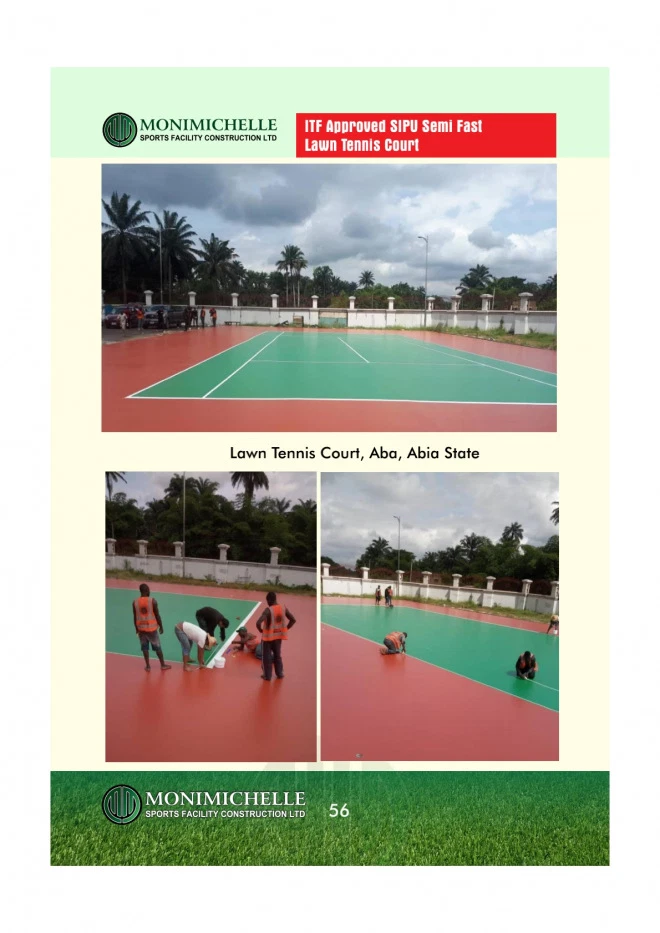 MONIMICHELLE
SPORTS FACILITY CONSTRUCTION LTD
ITF Approved SIPU Semi Fast
Lawn Tennis Court
Lawn Tennis Court, Aba, Abia State
MONIMICHELLE
SPORTS FACILITY CONSTRUCTION LTD
56